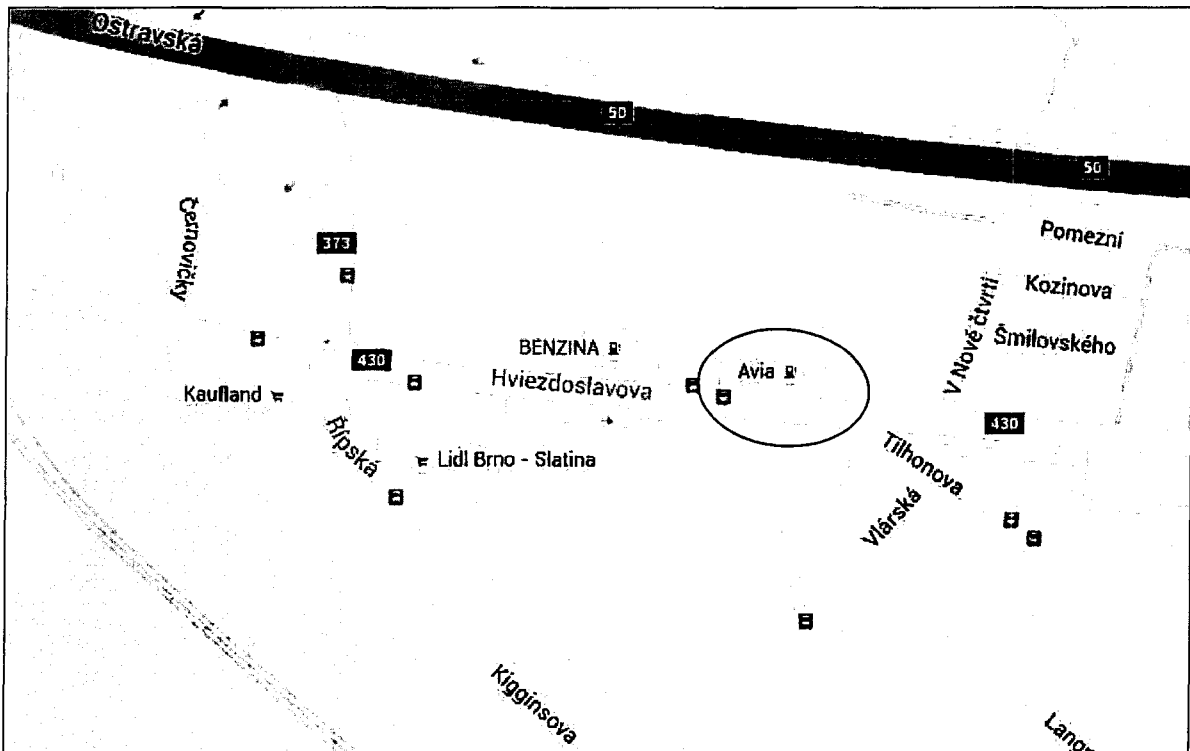 Ostravská
50
50
Pomezní
Černovičky
373
Kozinova
V Nové čtvrti
Šmilovského
BENZINA
430
Avia
Hviezdoslavova
Kaufland
430
Řípská
Lidl Brno - Slatina
Tilhonova
Vlárská
Kigginsova